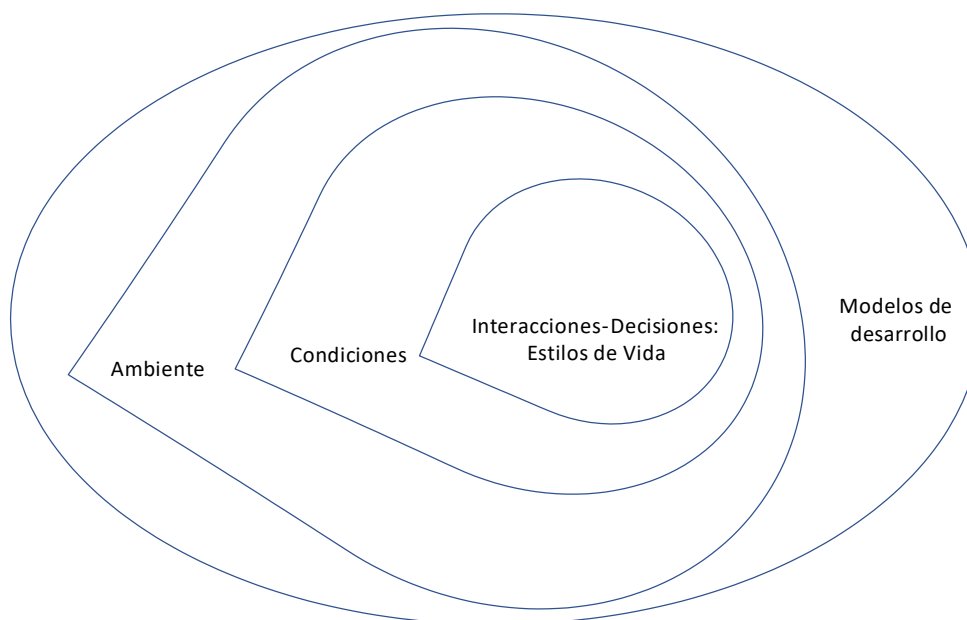 Ambiente
Condiciones
Interacciones-Decisiones:
Estilos de Vida
Modelos de
desarrollo